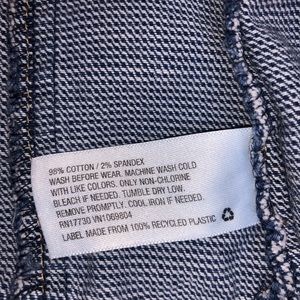 98% COTTON / 2% SPANDEX
WASH BEFORE WEAR. MACHINE WASH COLD
WITH LIKE COLORS. ONLY NON-CHLORINE
BLEACH IF NEEDED. TUMBLE DRY LOW.
REMOVE PROMPTLY. COOL IRON IF NEEDED.
RN17730 VN1069804
LABEL MADE FROM 100% RECYCLED PLASTIC